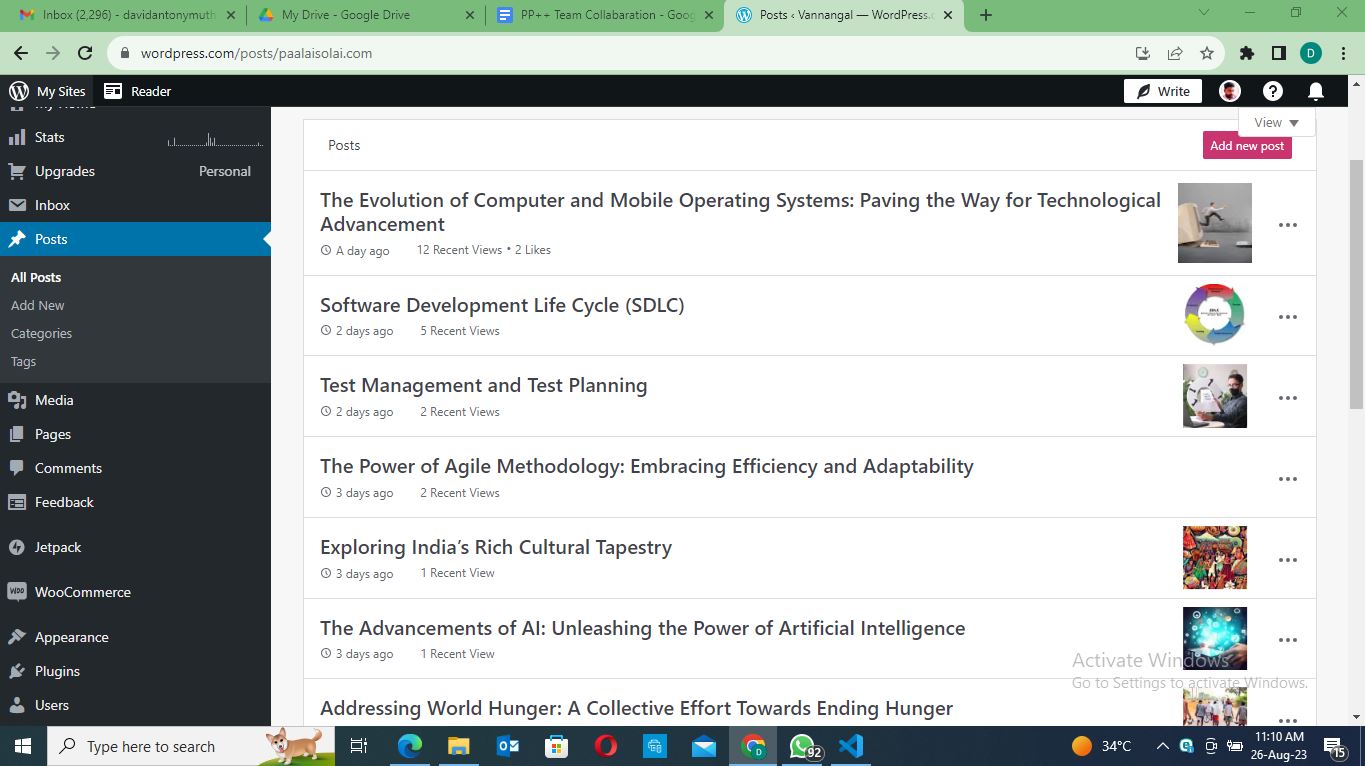 Inbox (2,296) - davidantonymuth
My Drive - Google Drive
PP++ Team Collabaration - Goog
Posts ‹ Vannangal — WordPress.c
wordpress.com/posts/paalaisolai.com
D
My Sites
Reader
Write
View
My Home
Stats
Upgrades
Personal
Inbox
Posts
All Posts
Add New
Categories
Tags
Media
Pages
Comments
Feedback
Jetpack
WooCommerce
Appearance
Plugins
Users
Posts
Add new post
The Evolution of Computer and Mobile Operating Systems: Paving the Way for Technological
Advancement
A day ago 12 Recent Views • 2 Likes
Software Development Life Cycle (SDLC)
2 days ago 5 Recent Views
Test Management and Test Planning
2 days ago 2 Recent Views
The Power of Agile Methodology: Embracing Efficiency and Adaptability
3 days ago 2 Recent Views
Exploring India’s Rich Cultural Tapestry
3 days ago 1 Recent View
The Advancements of AI: Unleashing the Power of Artificial Intelligence
3 days ago 1 Recent View
Addressing World Hunger: A Collective Effort Towards Ending Hunger
Activate Windows
Go to Settings to activate Windows.
Type here to search
92
34°C
11:10 AM
26-Aug-23
15